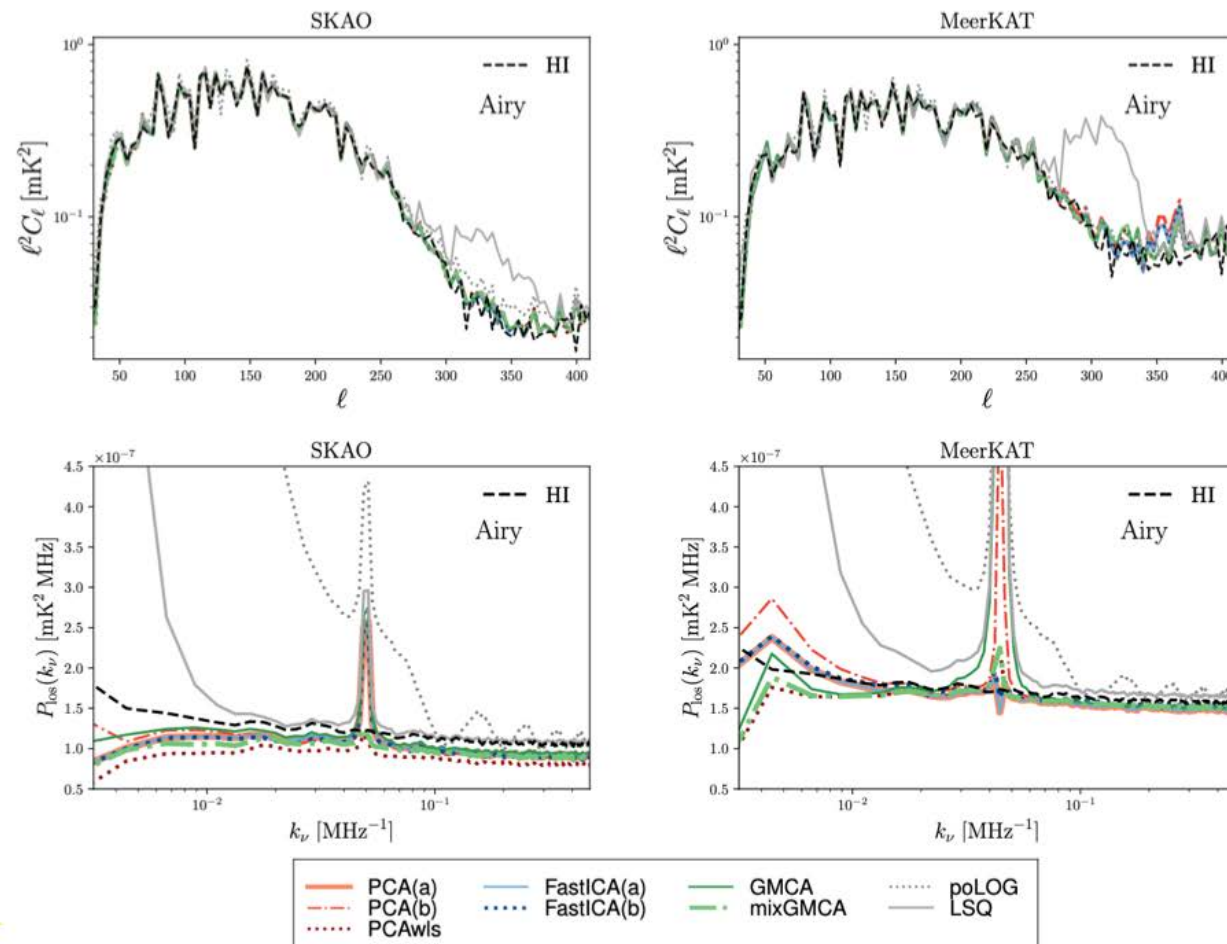 SKAO
10⁰
10⁻¹
ℓ²Cℓ [mK²]
HI
Airy
50 100 150 200 250 300 350 400
ℓ
MeerKAT
10⁰
10⁻¹
ℓ²Cℓ [mK²]
HI
Airy
50 100 150 200 250 300 350 400
ℓ
SKAO
×10⁻⁷
4.5
4.0
3.5
3.0
2.5
2.0
1.5
1.0
0.5
P_los(k_ν) [mK² MHz]
HI
Airy
10⁻² 10⁻¹
k_ν [MHz⁻¹]
MeerKAT
×10⁻⁷
4.5
4.0
3.5
3.0
2.5
2.0
1.5
1.0
0.5
P_los(k_ν) [mK² MHz]
HI
Airy
10⁻² 10⁻¹
k_ν [MHz⁻¹]
PCA(a) FastICA(a) GMCA poLOG
PCA(b) FastICA(b) mixGMCA LSQ
PCAwls